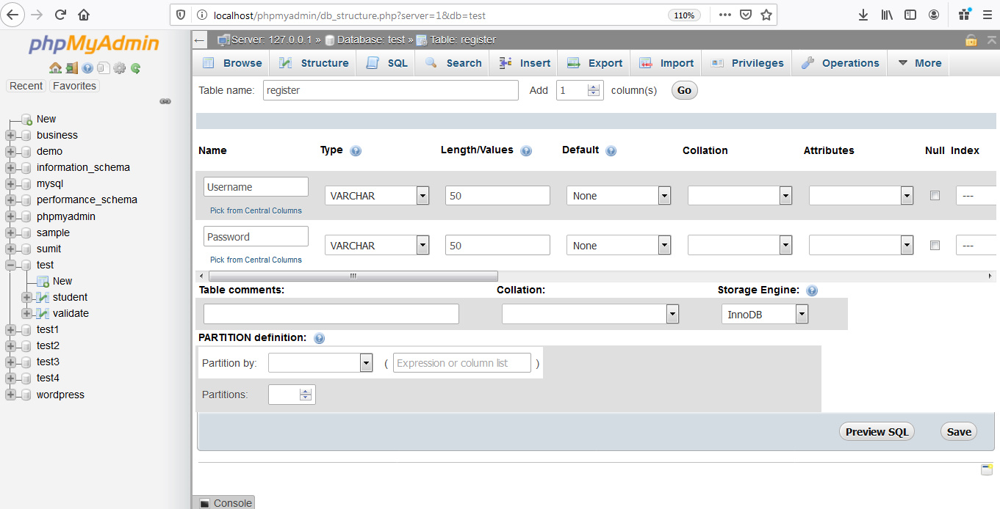 localhost/phpmyadmin/db_structure.php?server=1&db=test 110%
phpMyAdmin
Recent Favorites
New
business
demo
information_schema
mysql
performance_schema
phpmyadmin
sample
sumit
test
New
student
validate
test1
test2
test3
test4
wordpress
Server: 127.0.0.1 » Database: test » Table: register
Browse Structure SQL Search Insert Export Import Privileges Operations More
Table name: register Add 1 column(s) Go
Name Type Length/Values Default Collation Attributes Null Index
Username VARCHAR 50 None ---
Pick from Central Columns
Password VARCHAR 50 None ---
Pick from Central Columns
Table comments: Collation: Storage Engine:
InnoDB
PARTITION definition:
Partition by: ( Expression or column list )
Partitions:
Preview SQL Save
Console